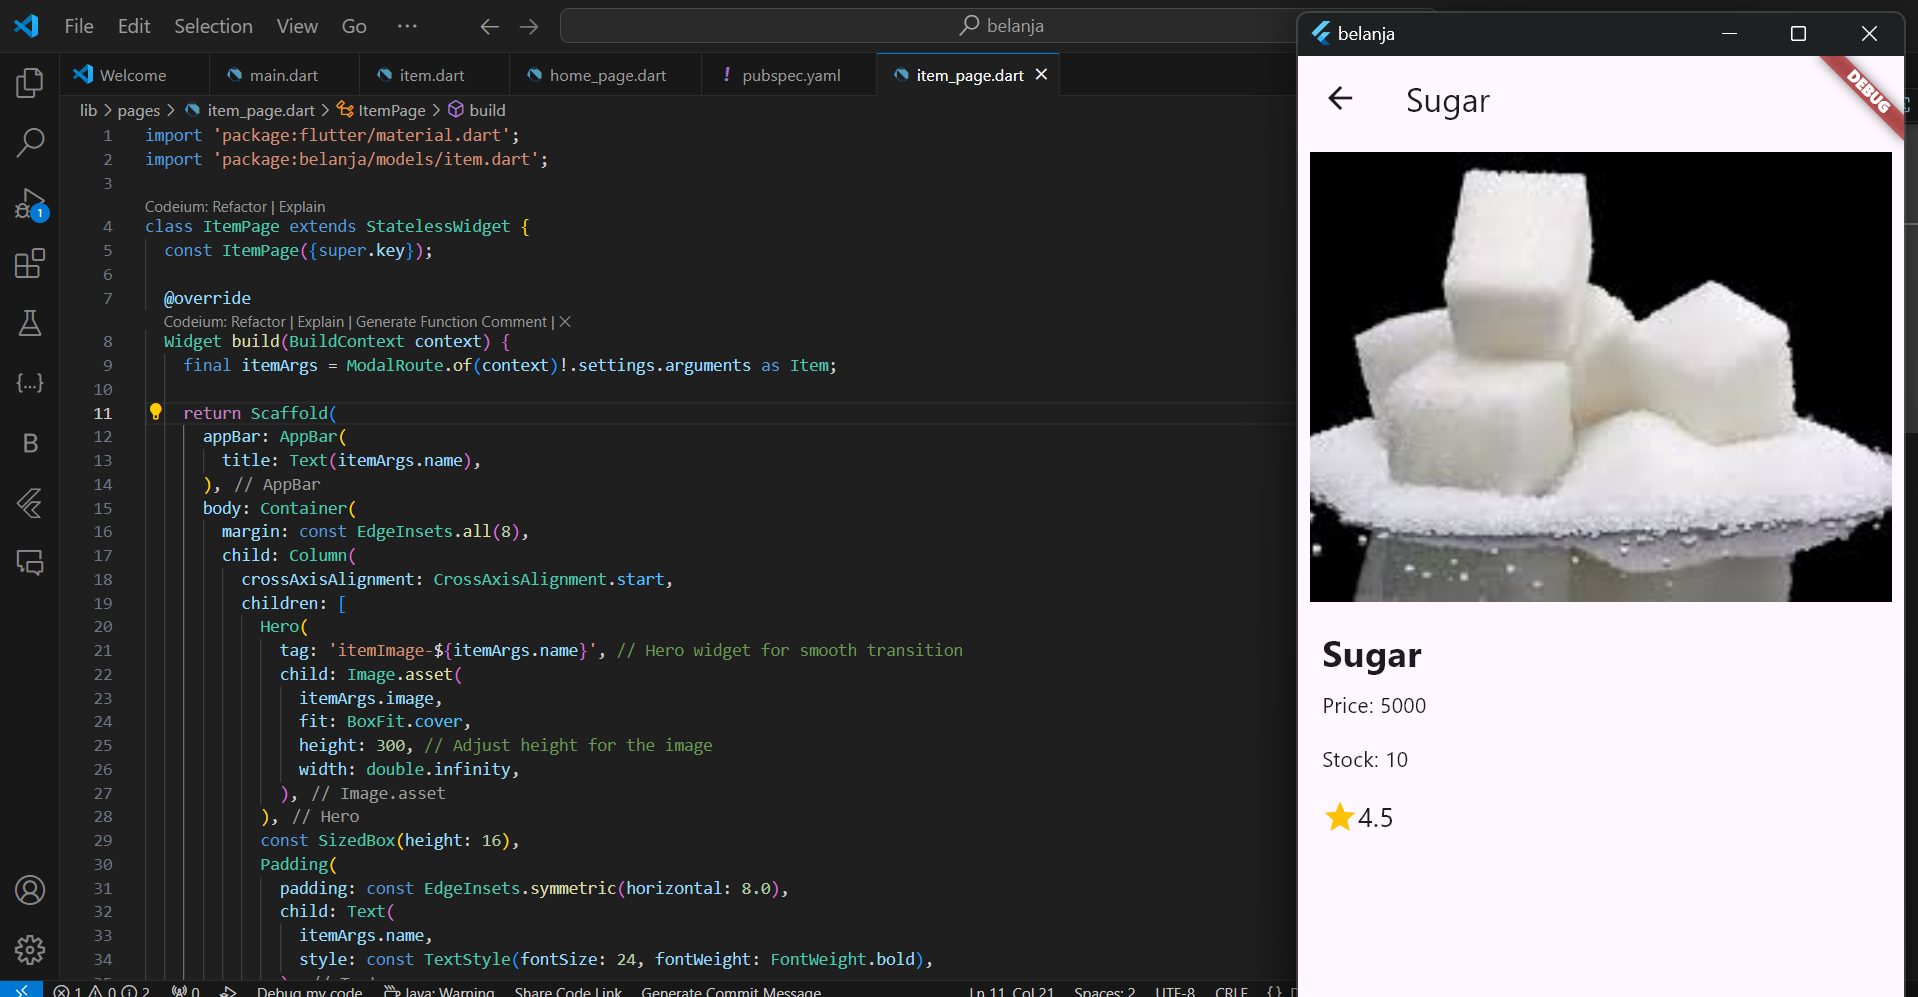 File Edit Selection View Go ··· belanja
Welcome main.dart item.dart home_page.dart ! pubspec.yaml item_page.dart
lib > pages > item_page.dart > ItemPage > build
1 import 'package:flutter/material.dart';
2 import 'package:belanja/models/item.dart';
3
Codeium: Refactor | Explain
4 class ItemPage extends StatelessWidget {
5 const ItemPage({super.key});
6
7 @override
Codeium: Refactor | Explain | Generate Function Comment | ×
8 Widget build(BuildContext context) {
9 final itemArgs = ModalRoute.of(context)!.settings.arguments as Item;
10
11 return Scaffold(
12 appBar: AppBar(
13 title: Text(itemArgs.name),
14 ), // AppBar
15 body: Container(
16 margin: const EdgeInsets.all(8),
17 child: Column(
18 crossAxisAlignment: CrossAxisAlignment.start,
19 children: [
20 Hero(
21 tag: 'itemImage-${itemArgs.name}', // Hero widget for smooth transition
22 child: Image.asset(
23 itemArgs.image,
24 fit: BoxFit.cover,
25 height: 300, // Adjust height for the image
26 width: double.infinity,
27 ), // Image.asset
28 ), // Hero
29 const SizedBox(height: 16),
30 Padding(
31 padding: const EdgeInsets.symmetric(horizontal: 8.0),
32 child: Text(
33 itemArgs.name,
34 style: const TextStyle(fontSize: 24, fontWeight: FontWeight.bold),
1
B
1 0 2 0 Debug my code Java: Warning Share Code Link Generate Commit Message Ln 11, Col 21 Spaces: 2 UTF-8 CRLF {}
belanja
Sugar
DEBUG
Sugar
Price: 5000
Stock: 10
4.5